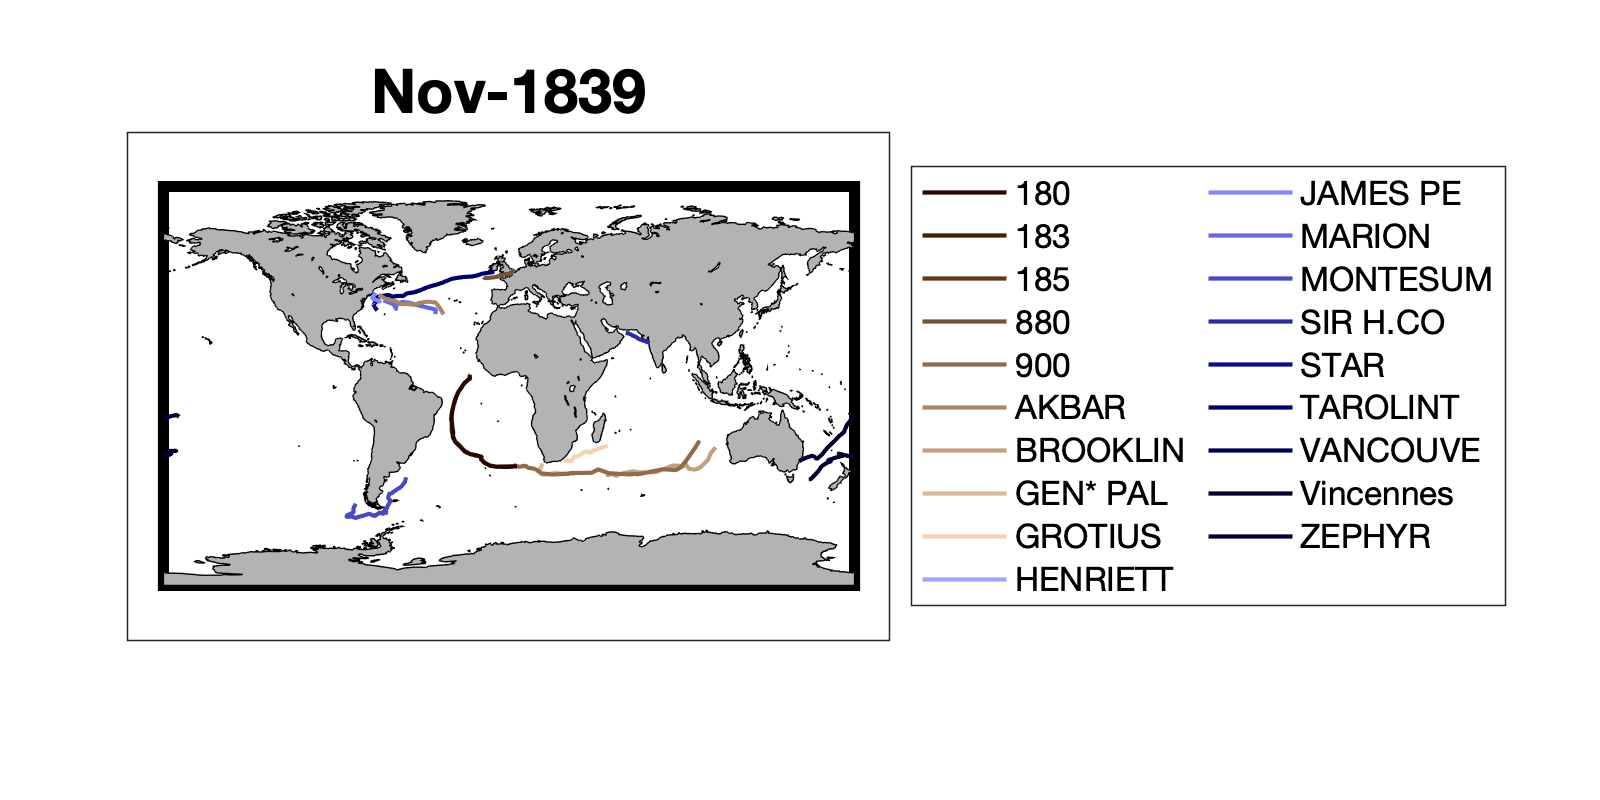 Nov-1839
180
183
185
880
900
AKBAR
BROOKLIN
GEN* PAL
GROTIUS
HENRIETT
JAMES PE
MARION
MONTESUM
SIR H.CO
STAR
TAROLINT
VANCOUVE
Vincennes
ZEPHYR